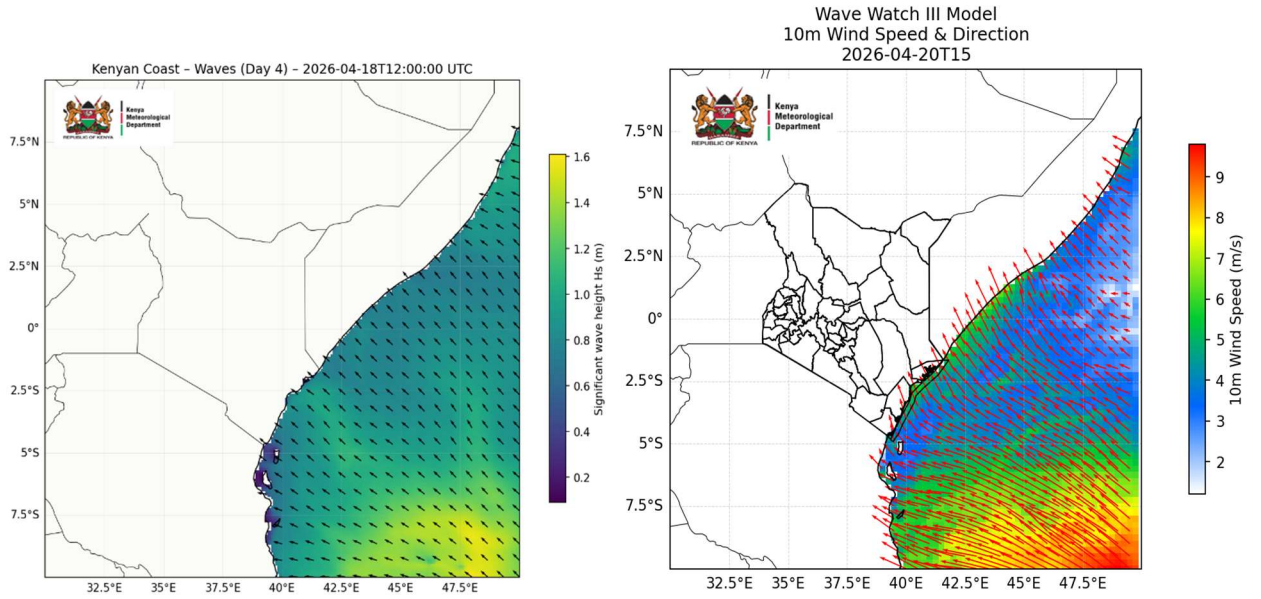 Kenyan Coast – Waves (Day 4) – 2026-04-18T12:00:00 UTC
Kenya
Meteorological
Department
REPUBLIC OF KENYA
7.5°N
5°N
2.5°N
0°
2.5°S
5°S
7.5°S
32.5°E
35°E
37.5°E
40°E
42.5°E
45°E
47.5°E
1.6
1.4
1.2
1.0
0.8
0.6
0.4
0.2
Significant wave height Hs (m)
Wave Watch III Model
10m Wind Speed & Direction
2026-04-20T15
Kenya
Meteorological
Department
REPUBLIC OF KENYA
7.5°N
5°N
2.5°N
0°
2.5°S
5°S
7.5°S
32.5°E
35°E
37.5°E
40°E
42.5°E
45°E
47.5°E
9
8
7
6
5
4
3
2
10m Wind Speed (m/s)